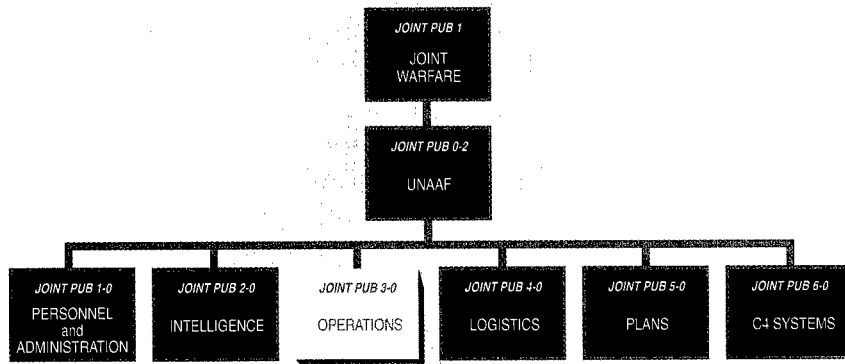 JOINT PUB 1
JOINT
WARFARE
JOINT PUB 0-2
UNAAF
JOINT PUB 1-0
PERSONNEL
and
ADMINISTRATION
JOINT PUB 2-0
INTELLIGENCE
JOINT PUB 3-0
OPERATIONS
JOINT PUB 4-0
LOGISTICS
JOINT PUB 5-0
PLANS
JOINT PUB 6-0
C4 SYSTEMS